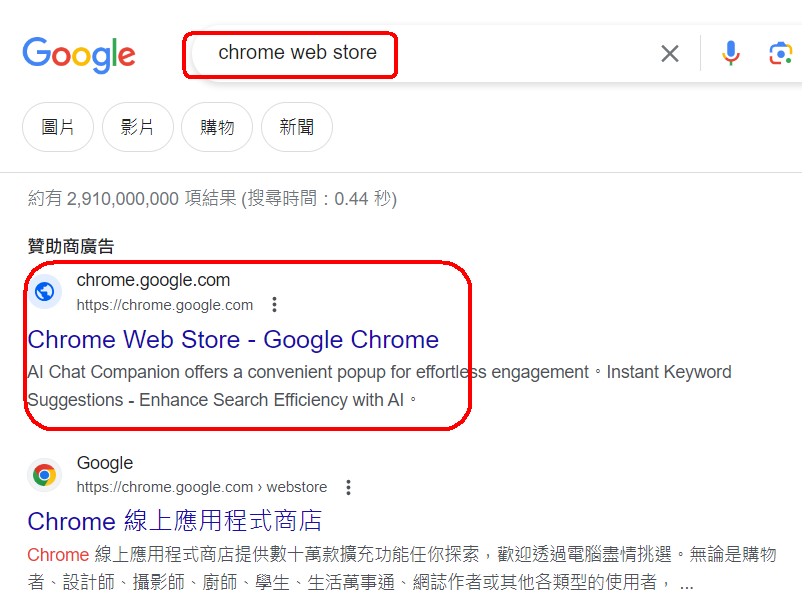 Google
chrome web store
圖片 影片 購物 新聞
約有 2,910,000,000 項結果 (搜尋時間：0.44 秒)
贊助商廣告
chrome.google.com
https://chrome.google.com
Chrome Web Store - Google Chrome
AI Chat Companion offers a convenient popup for effortless engagement。Instant Keyword
Suggestions - Enhance Search Efficiency with AI。
Google
https://chrome.google.com › webstore
Chrome 線上應用程式商店
Chrome 線上應用程式商店提供數十萬款擴充功能任你探索，歡迎透過電腦盡情挑選。無論是購物
者、設計師、攝影師、廚師、學生、生活萬事通、網誌作者或其他各類型的使用者， ...